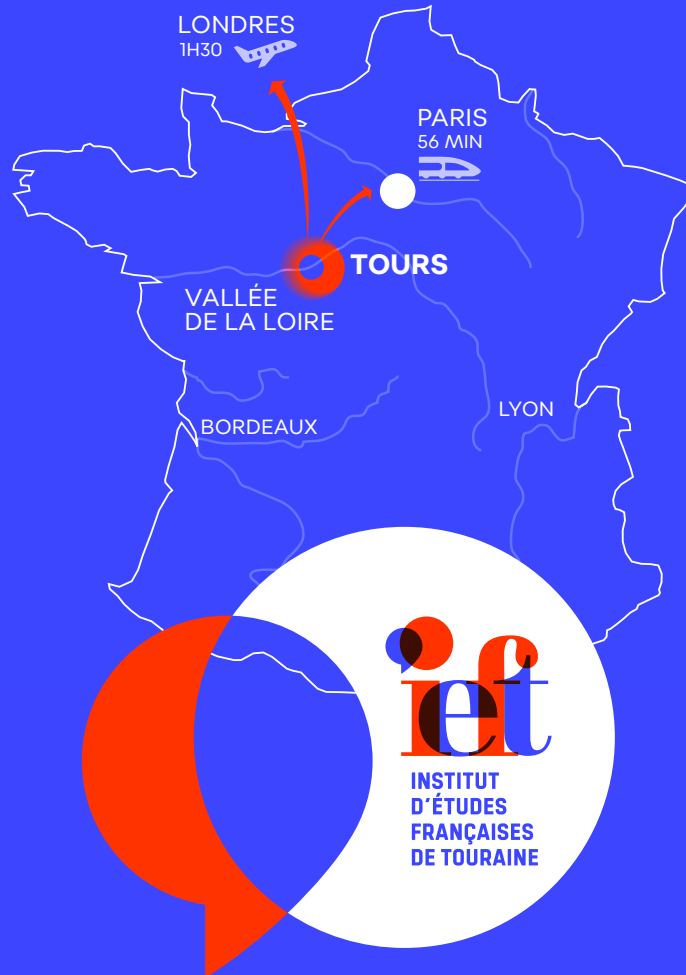 LONDRES
1H30
PARIS
56 MIN
TOURS
VALLÉE
DE LA LOIRE
LYON
BORDEAUX
ieft
INSTITUT
D'ÉTUDES
FRANÇAISES
DE TOURAINE